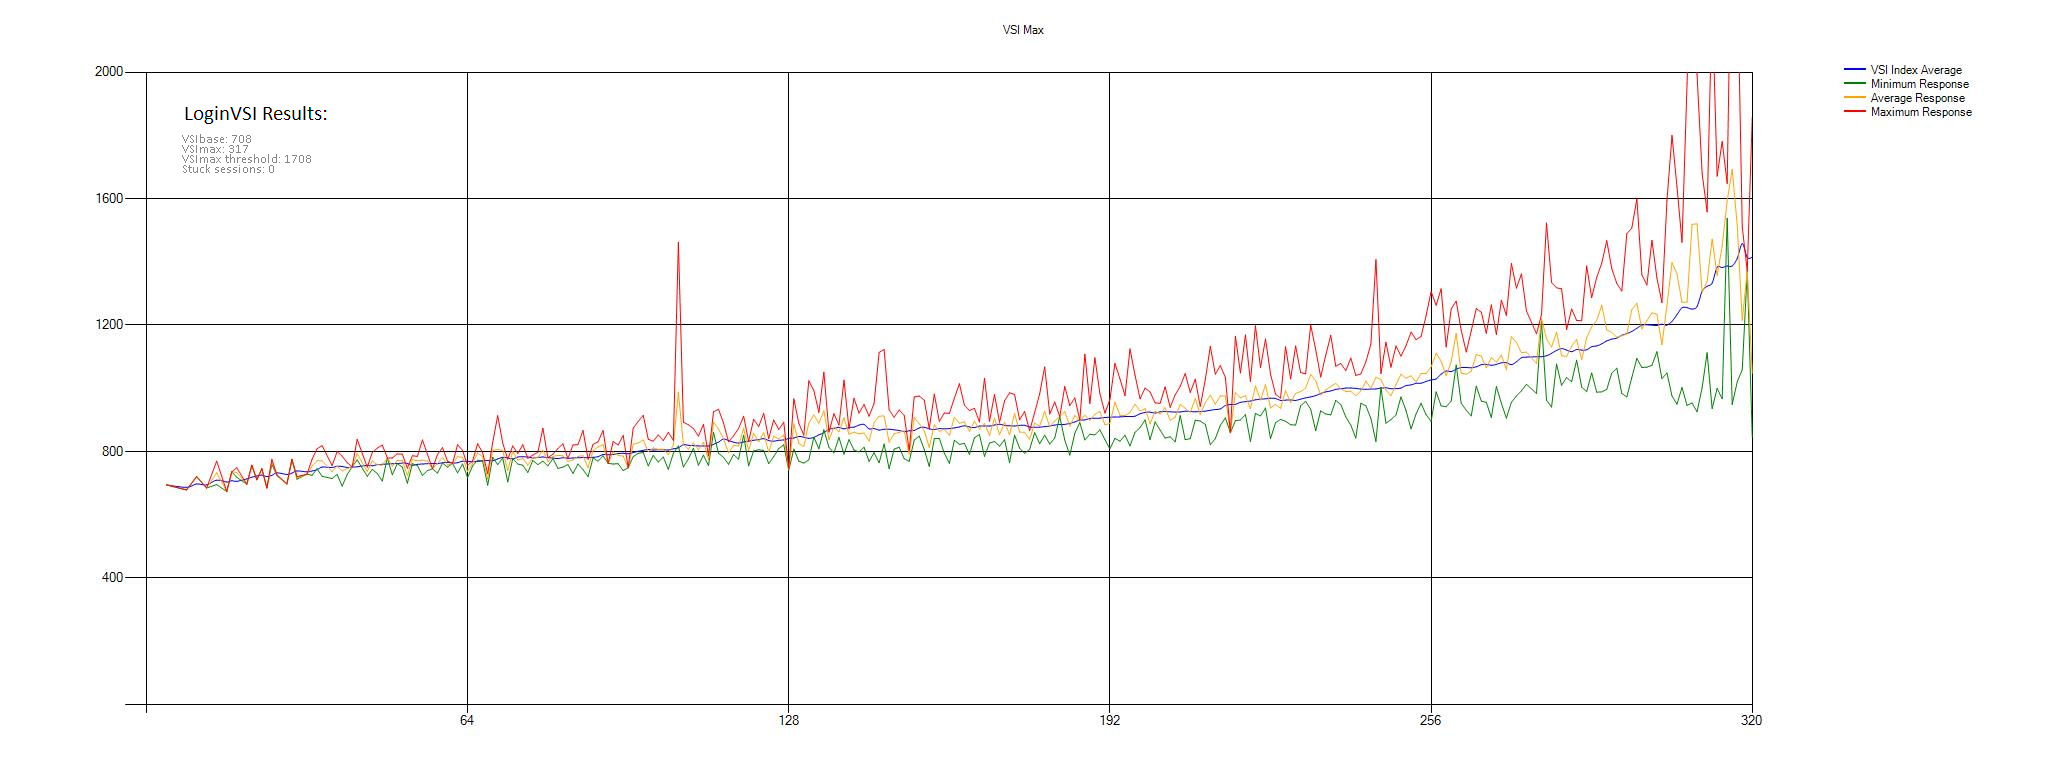 VSI Max
2000
1600
1200
800
400
64
128
192
256
320
LoginVSI Results:
VSIbase: 708
VSImax: 317
VSImax threshold: 1708
Stuck sessions: 0
VSI Index Average
Minimum Response
Average Response
Maximum Response